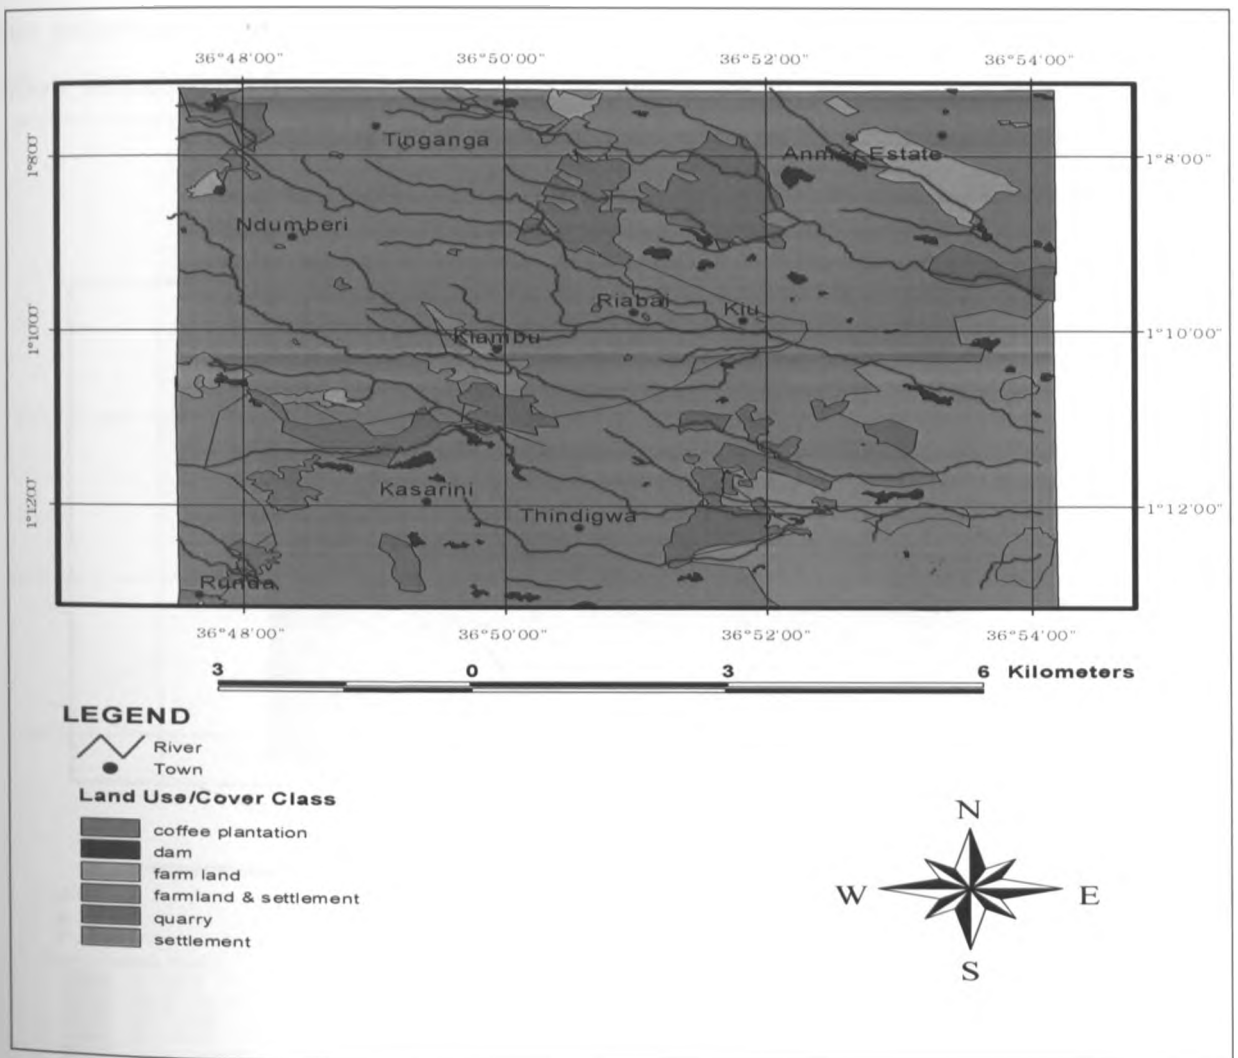 36°48'00" 36°50'00" 36°52'00" 36°54'00"
Tinganga
Anmer Estate
1°8'00" 1°8'00"
Ndumberi
Riabai Kiu
1°10'00" 1°10'00"
Kiambu
Kasarini
1°12'00" Thindigwa 1°12'00"
Runda
36°48'00" 36°50'00" 36°52'00" 36°54'00"
3 0 3 6 Kilometers
LEGEND
River
Town
Land Use/Cover Class
coffee plantation
dam
farm land
farmland & settlement
quarry
settlement
N
W E
S